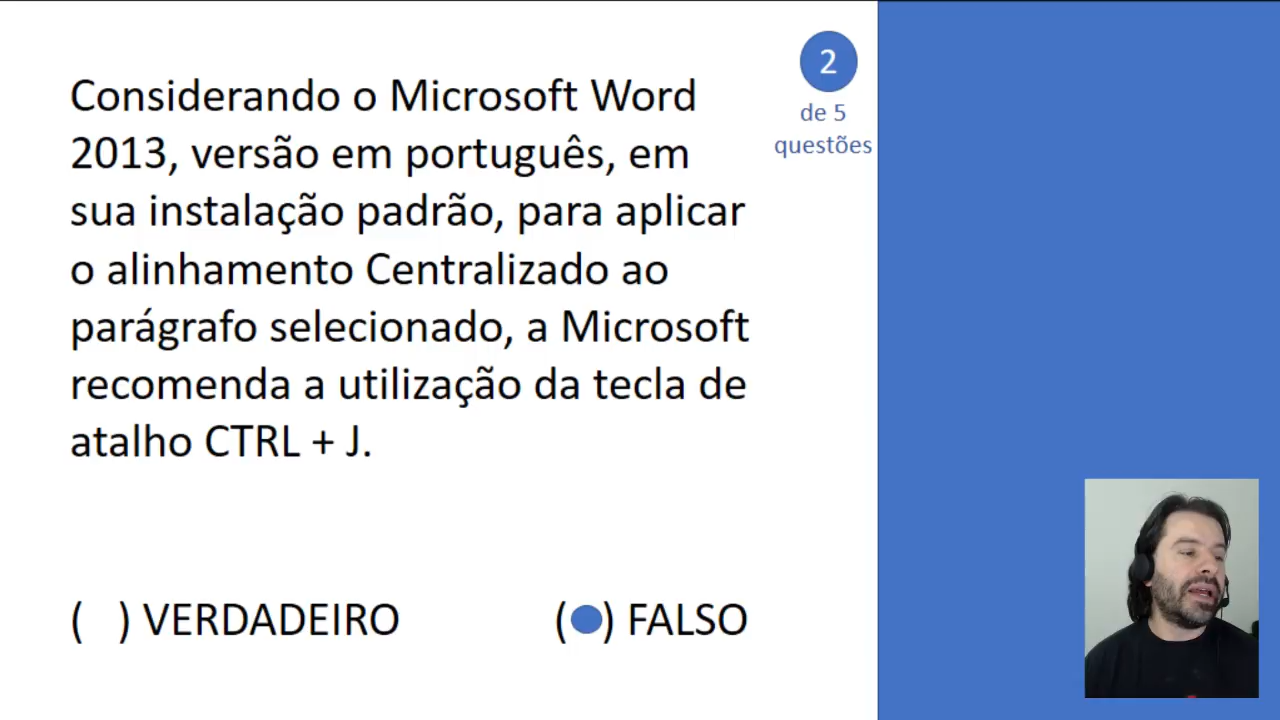 Considerando o Microsoft Word
2013, versão em português, em
sua instalação padrão, para aplicar
o alinhamento Centralizado ao
parágrafo selecionado, a Microsoft
recomenda a utilização da tecla de
atalho CTRL + J.
2
de 5
questões
( ) VERDADEIRO
( ) FALSO